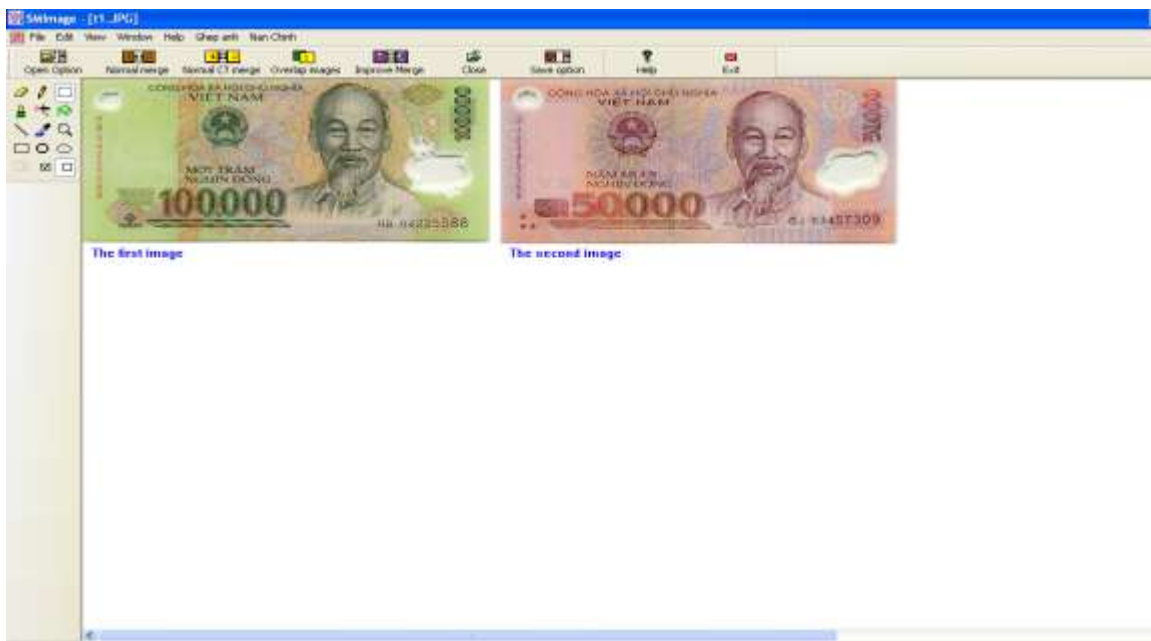 SWImage - [t1..JPG]
File Edit View Window Help Ghep anh Nan Chinh
Open Option Normal merge Normal CT merge Overlap images Improve Merge Close Save option Help Exit
CỘNG HÒA XÃ HỘI CHỦ NGHĨA
VIỆT NAM
100000
MỘT TRĂM
NGHÌN ĐỒNG
100000
The first image
CỘNG HÒA XÃ HỘI CHỦ NGHĨA
VIỆT NAM
50000
NĂM MƯƠI
NGHÌN ĐỒNG
50000
The second image